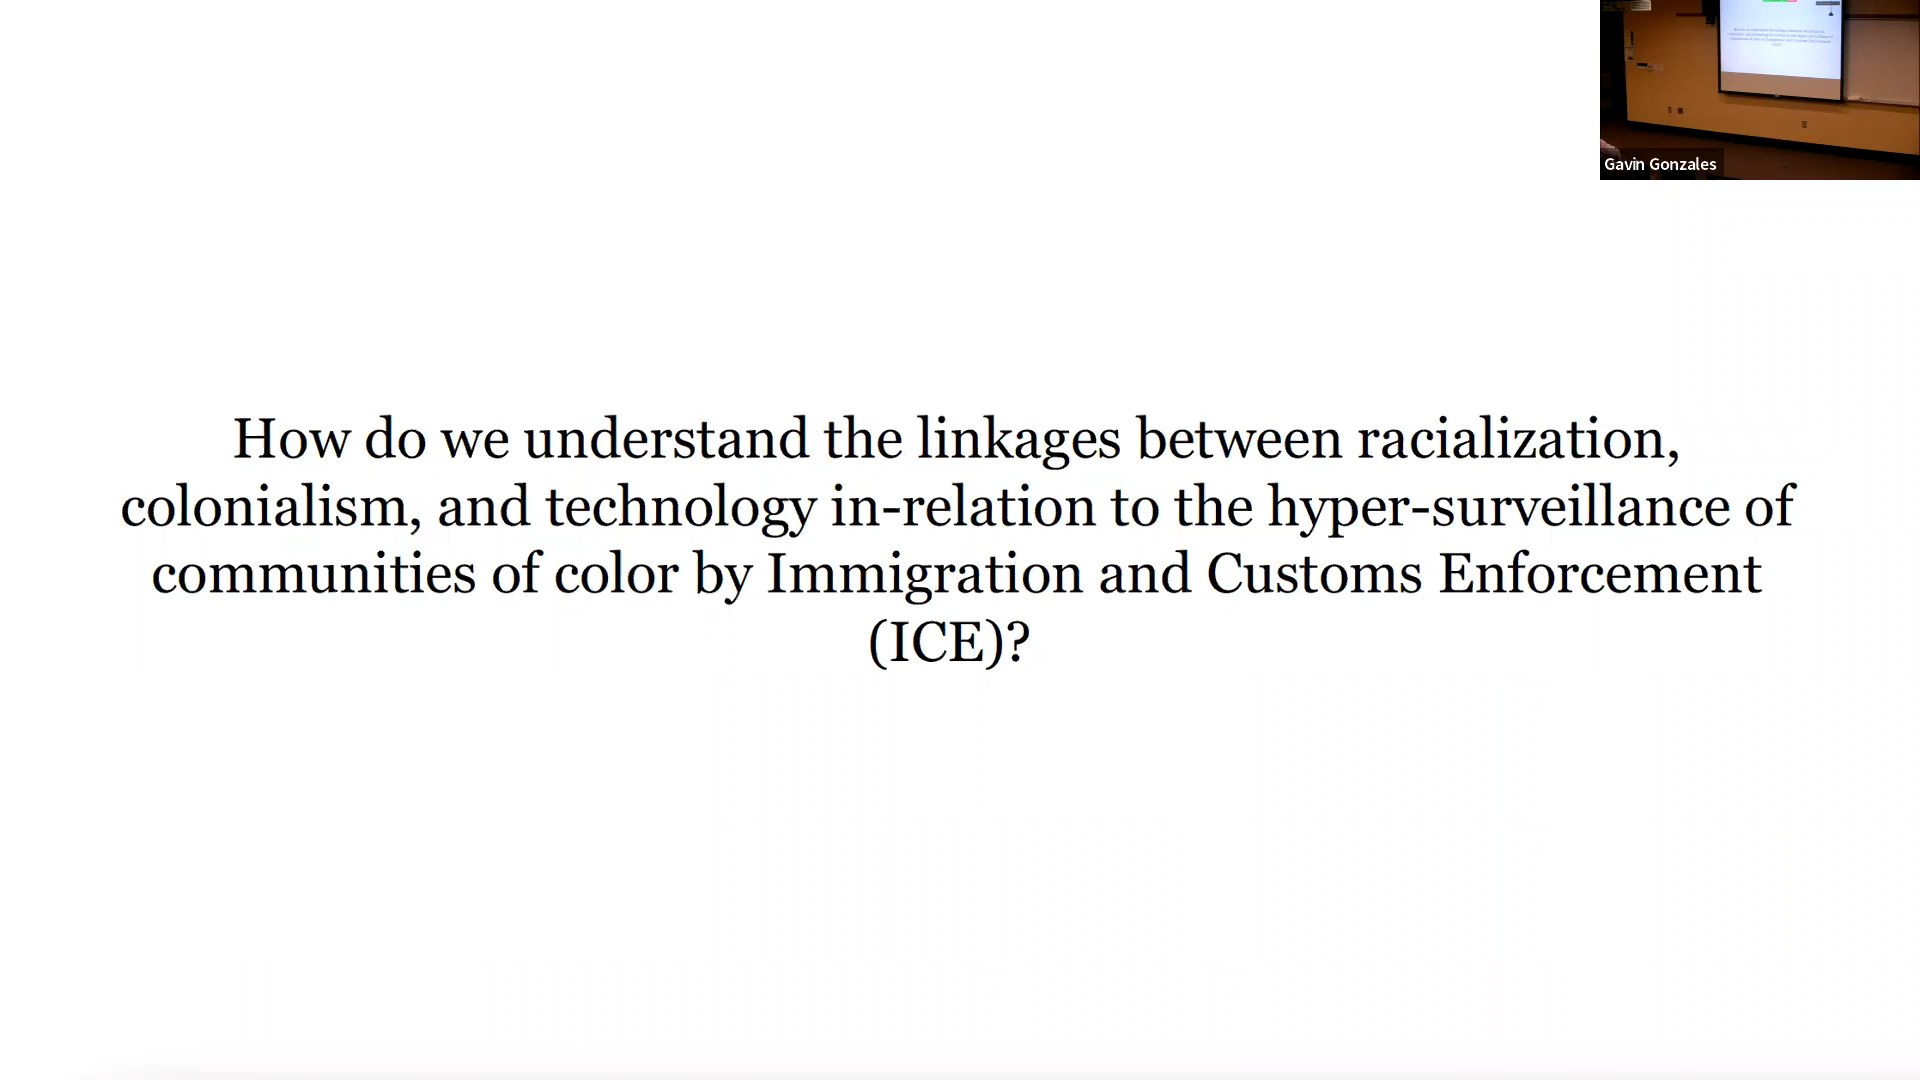 How do we understand the linkages between racialization,
colonialism, and technology in-relation to the hyper-surveillance of
communities of color by Immigration and Customs Enforcement
(ICE)?
Gavin Gonzales